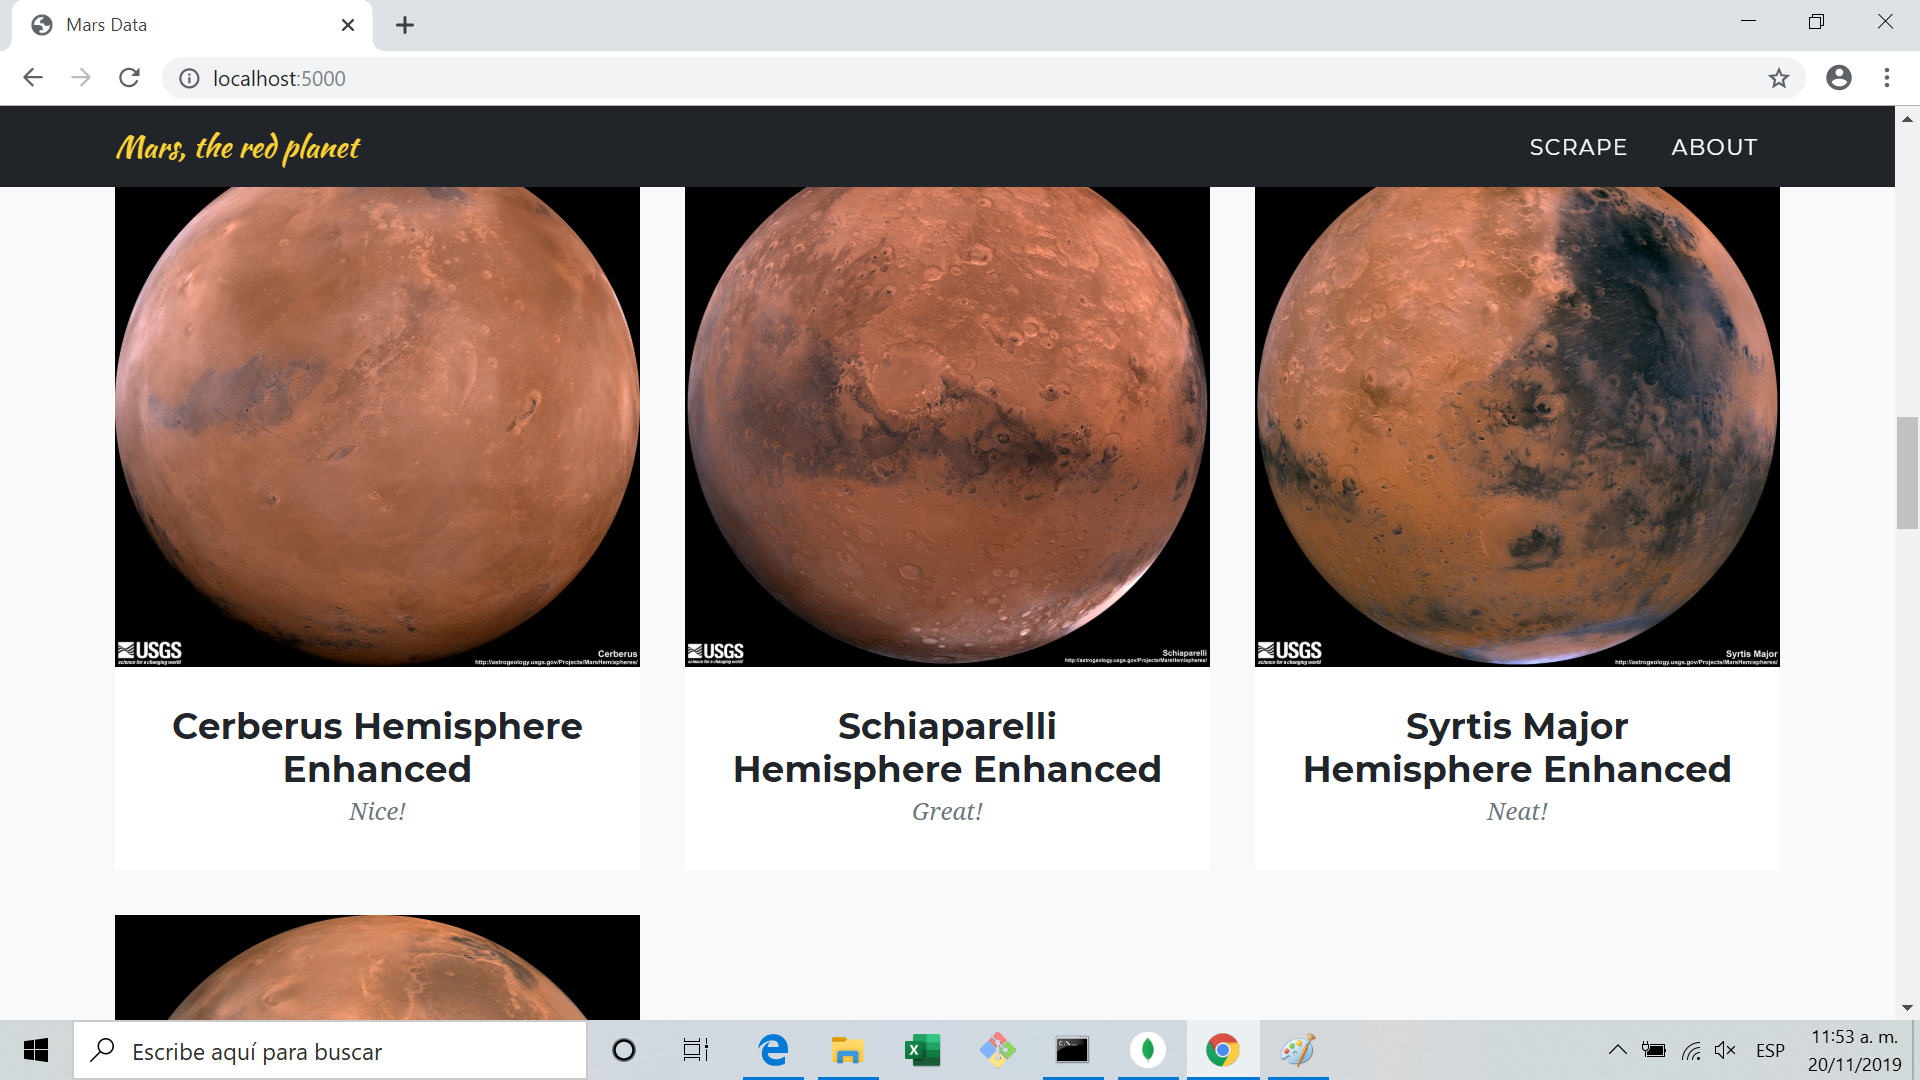 Mars Data
localhost:5000
Mars, the red planet
SCRAPE
ABOUT
USGS
science for a changing world
Cerberus
http://astrogeology.usgs.gov/Projects/MarsHemispheres/
USGS
science for a changing world
Schiaparelli
http://astrogeology.usgs.gov/Projects/MarsHemispheres/
USGS
science for a changing world
Syrtis Major
http://astrogeology.usgs.gov/Projects/MarsHemispheres/
Cerberus Hemisphere
Enhanced
Nice!
Schiaparelli
Hemisphere Enhanced
Great!
Syrtis Major
Hemisphere Enhanced
Neat!
Escribe aquí para buscar
ESP
11:53 a. m.
20/11/2019